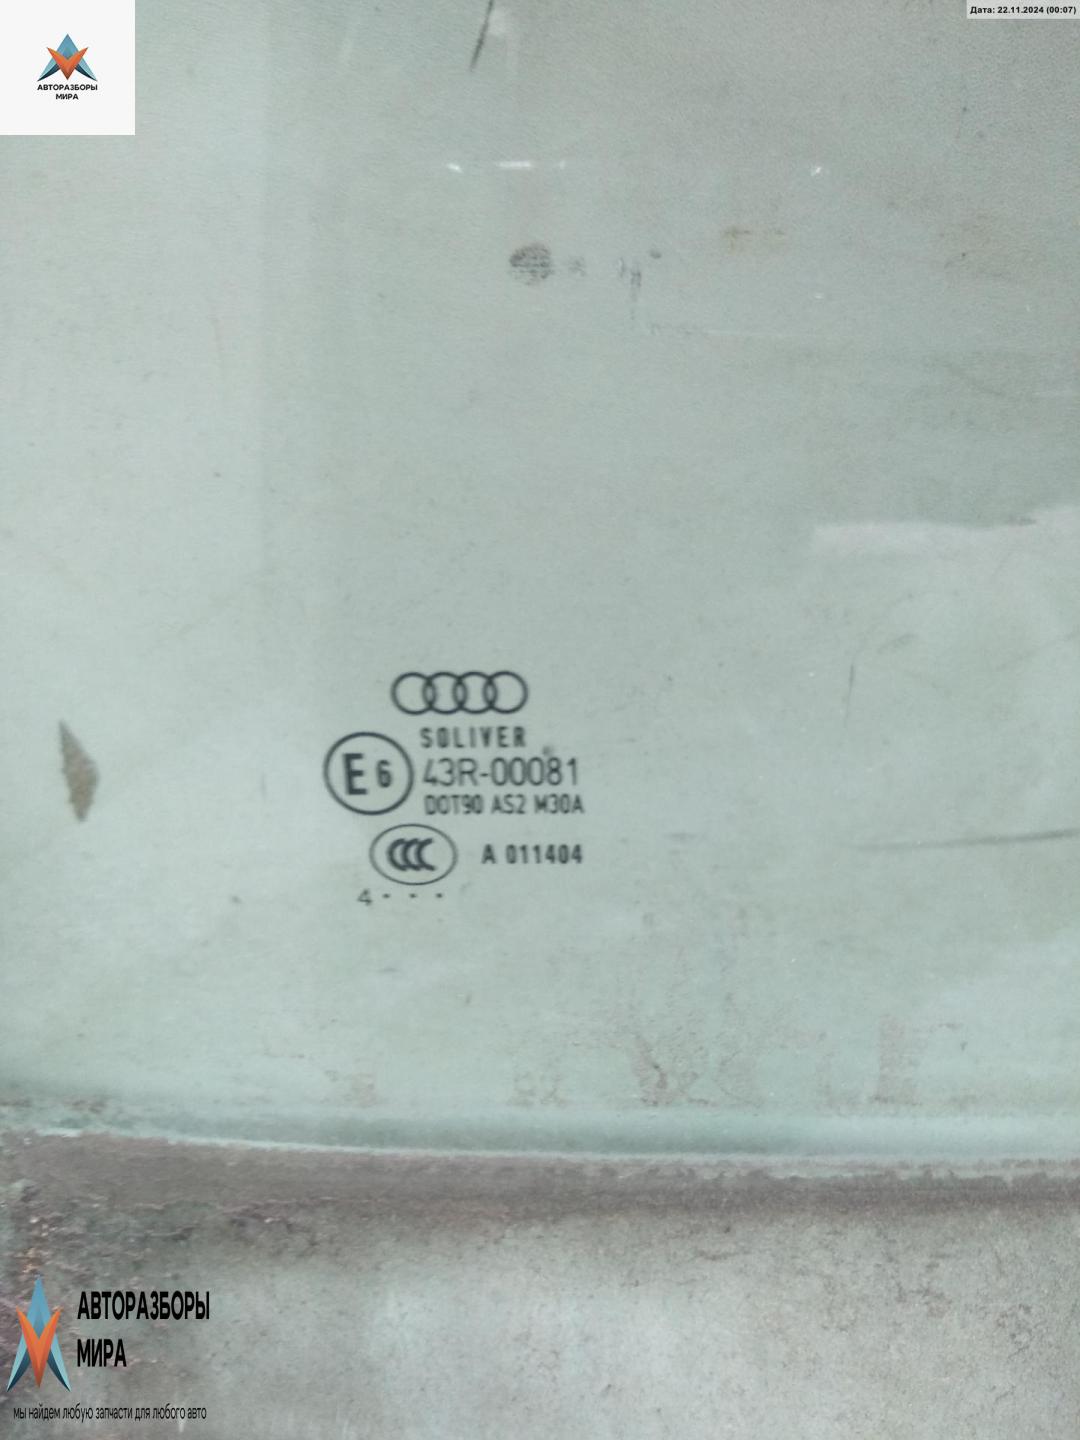 Дата: 22.11.2024 (00:07)
АВТОРАЗБОРЫ
МИРА
SOLIVER
E6 43R-00081
DOT90 AS2 M30A
CCC A 011404
4 - - -
АВТОРАЗБОРЫ
МИРА
мы найдем любую запчасти для любого авто